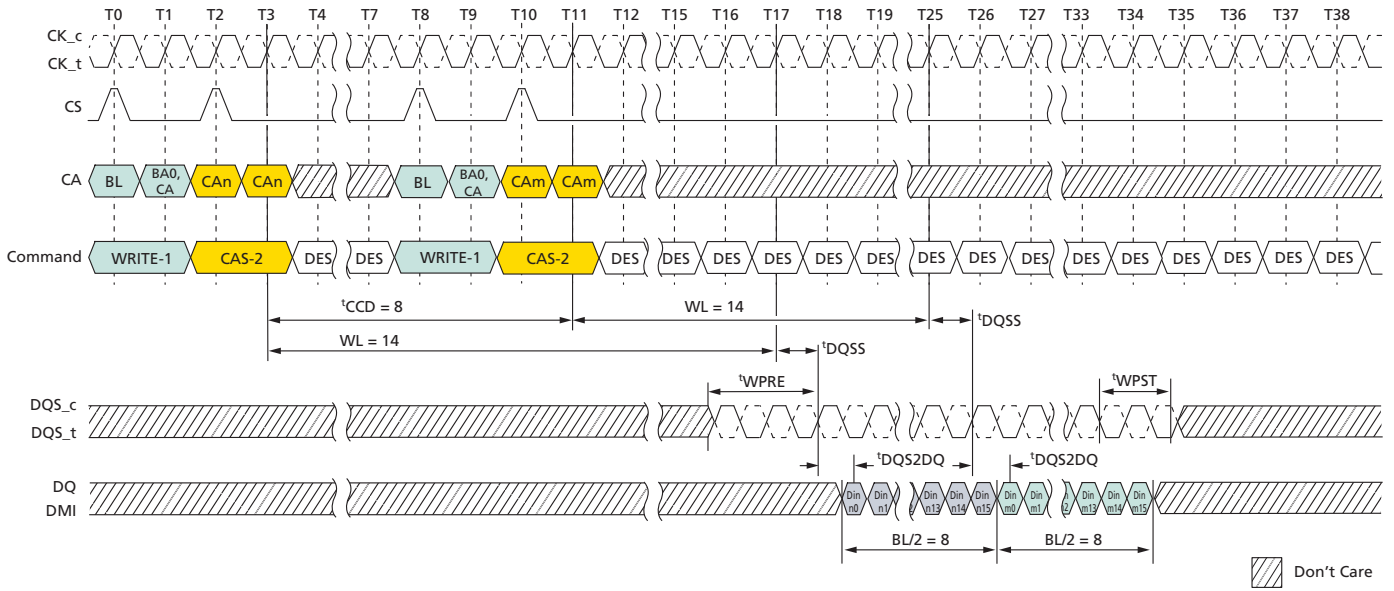 T0 T1 T2 T3 T4 T7 T8 T9 T10 T11 T12 T15 T16 T17 T18 T19 T25 T26 T27 T33 T34 T35 T36 T37 T38
CK_c
CK_t
CS
CA BL BA0, CA CAn CAn BL BA0, CA CAm CAm
Command WRITE-1 CAS-2 DES DES WRITE-1 CAS-2 DES DES DES DES DES DES DES DES DES DES DES DES DES DES DES
tCCD = 8 WL = 14 tDQSS
WL = 14 tDQSS
tWPRE tWPST
DQS_c
DQS_t
tDQS2DQ tDQS2DQ
DQ
DMI
Din n0 Din n1 Din n13 Din n14 Din n15 Din m0 Din m1 Din m13 Din m14 Din m15
BL/2 = 8 BL/2 = 8
Don't Care